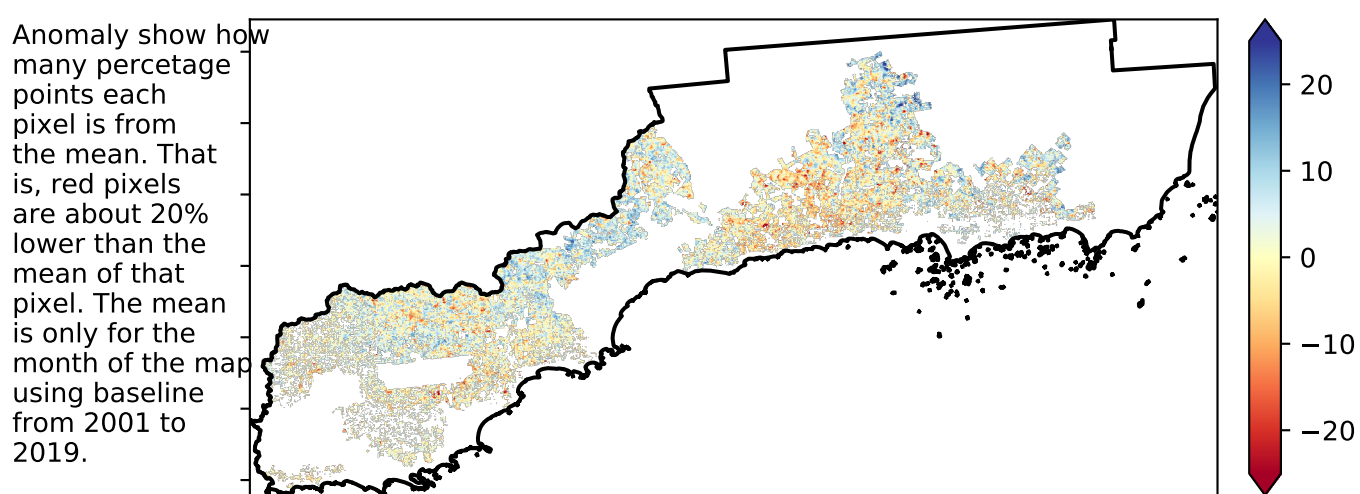 Anomaly show how
many percetage
points each
pixel is from
the mean. That
is, red pixels
are about 20%
lower than the
mean of that
pixel. The mean
is only for the
month of the map
using baseline
from 2001 to
2019.
20
10
0
−10
−20